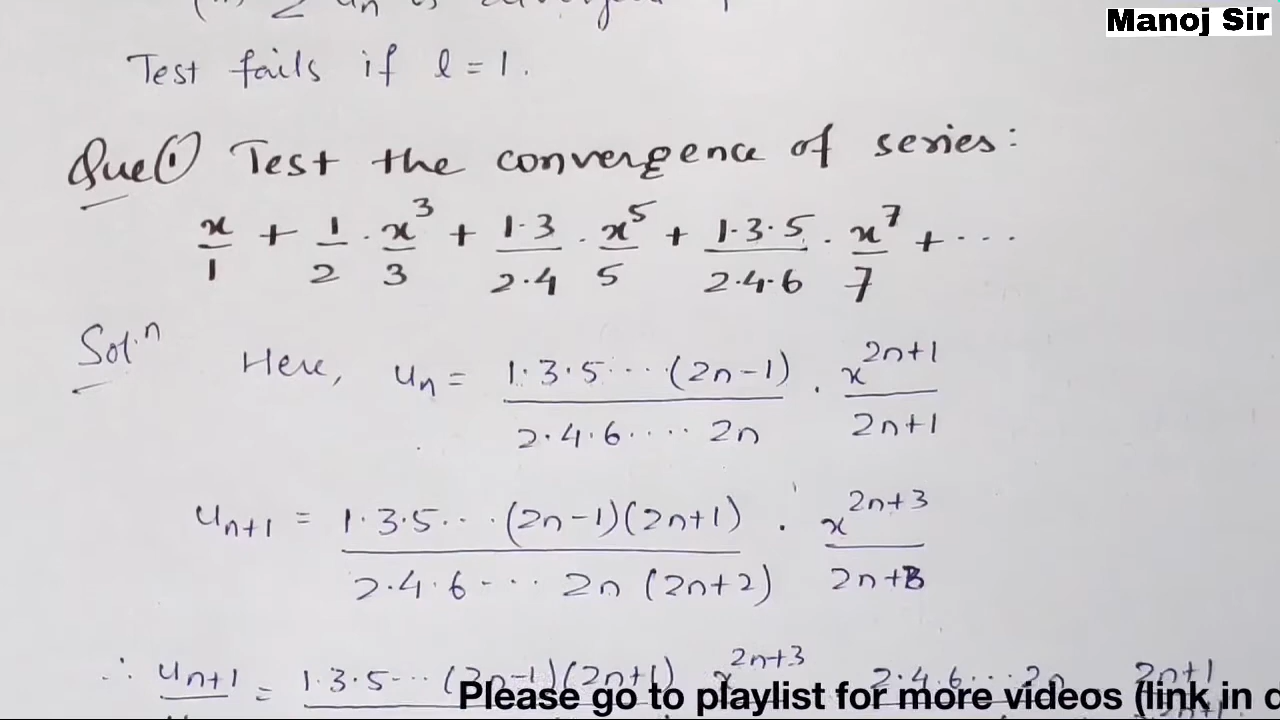 Manoj Sir
Test fails if l = 1.
Que ① Test the convergence of series:
x/1 + 1/2 · x³/3 + 1·3/2·4 · x⁵/5 + 1·3·5/2·4·6 · x⁷/7 + ···
Solⁿ Here, uₙ = 1·3·5····(2n-1)/2·4·6···· 2n · x²ⁿ⁺¹/2n+1
uₙ₊₁ = 1·3·5···(2n-1)(2n+1)/2·4·6··· 2n (2n+2) · x²ⁿ⁺³/2n+3
∴ uₙ₊₁ = 1·3·5···(2n-1)(2n+1) x²ⁿ⁺³ 2·4·6···2n 2n+1
Please go to playlist for more videos (link in d